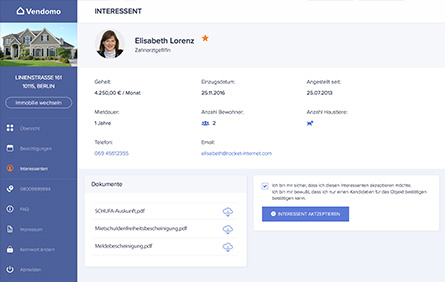 Vendomo
INTERESSENT
Elisabeth Lorenz
LINIENSTRASSE 161
10115, BERLIN
Immobilie wechseln
Gehalt:
4.250,00 € / Monat
Einzugsdatum:
25.11.2016
Angestellt seit:
25.07.2013
Mietdauer:
1 Jahre
Anzahl Bewohner:
2
Anzahl Haustiere:
Telefon:
069 45612355
Email:
elisabeth@rocket-internet.com
Übersicht
Besichtigungen
Interessenten
FAQ
Impressum
Kennwort ändern
Abmelden
Dokumente
SCHUFA-Auskunft.pdf
Mietschuldenfreiheitsbescheinigung.pdf
Meldebescheinigung.pdf
Ich bin mir sicher, dass ich diesen Interessenten akzeptieren möchte.
Ich bin mir bewußt, dass ich nur einen Kandidaten für das Objekt bestätigen
bestätigen kann.
INTERESSENT AKTZEPTIEREN